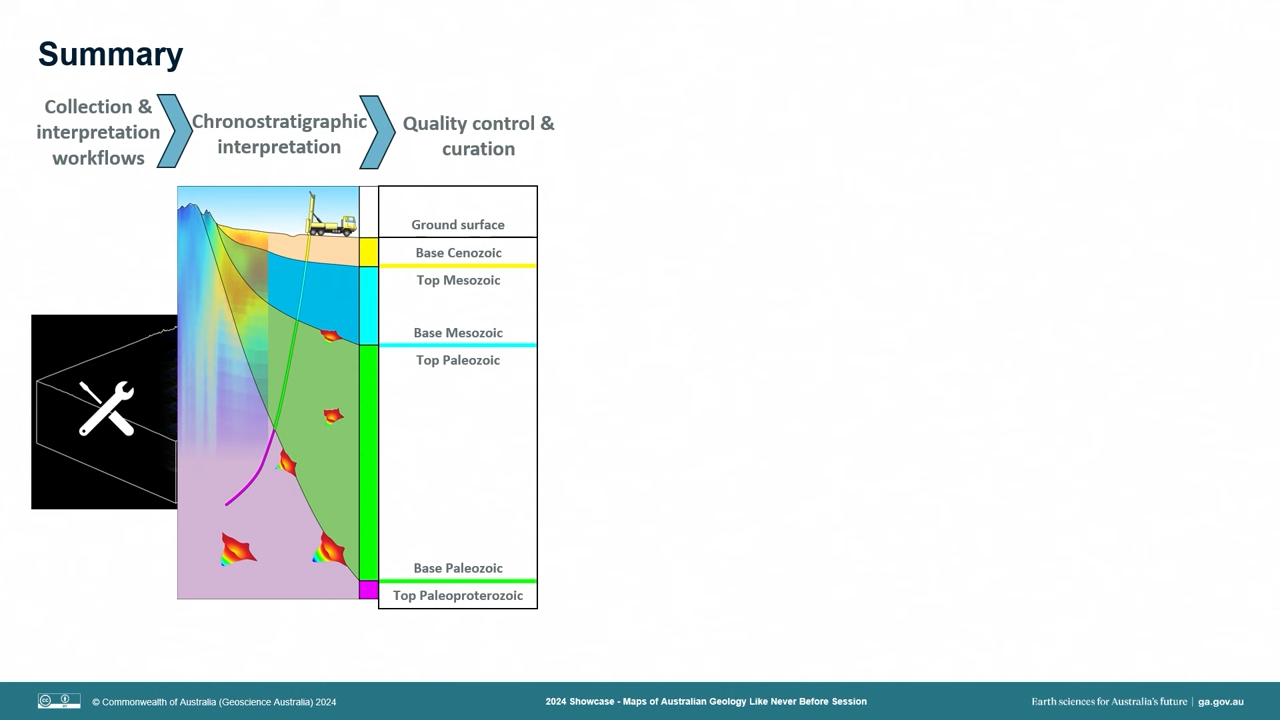 Summary
Collection &
interpretation
workflows
Chronostratigraphic
interpretation
Quality control &
curation
Ground surface
Base Cenozoic
Top Mesozoic
Base Mesozoic
Top Paleozoic
Base Paleozoic
Top Paleoproterozoic
© Commonwealth of Australia (Geoscience Australia) 2024
2024 Showcase - Maps of Australian Geology Like Never Before Session
Earth sciences for Australia's future | ga.gov.au